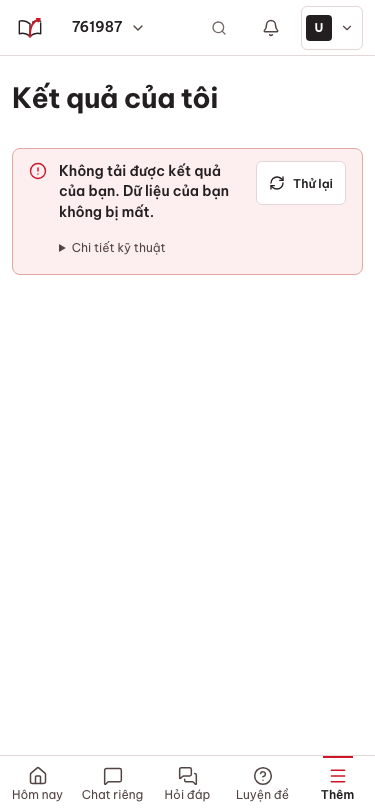 761987
U
Kết quả của tôi
Không tải được kết quả
của bạn. Dữ liệu của bạn
không bị mất.
Thử lại
Chi tiết kỹ thuật
Hôm nay
Chat riêng
Hỏi đáp
Luyện đề
Thêm